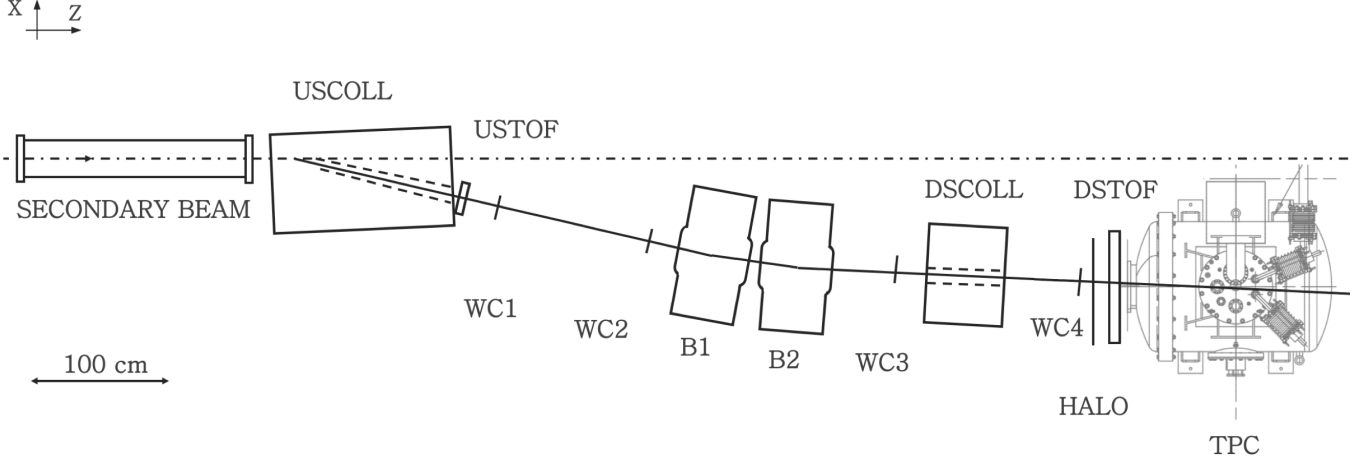 X
Z
USCOLL
USTOF
SECONDARY BEAM
DSCOLL
DSTOF
WC1
WC2
B1
B2
WC3
WC4
100 cm
HALO
TPC